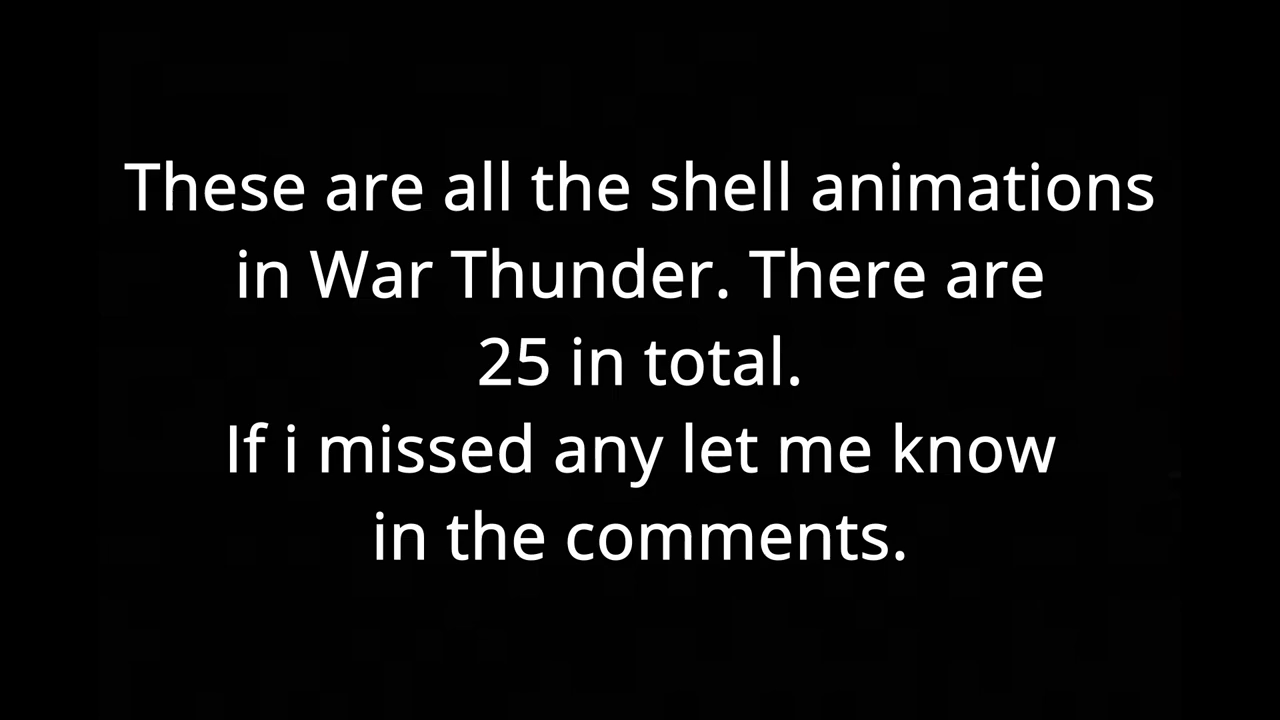 These are all the shell animations
in War Thunder. There are
25 in total.
If i missed any let me know
in the comments.